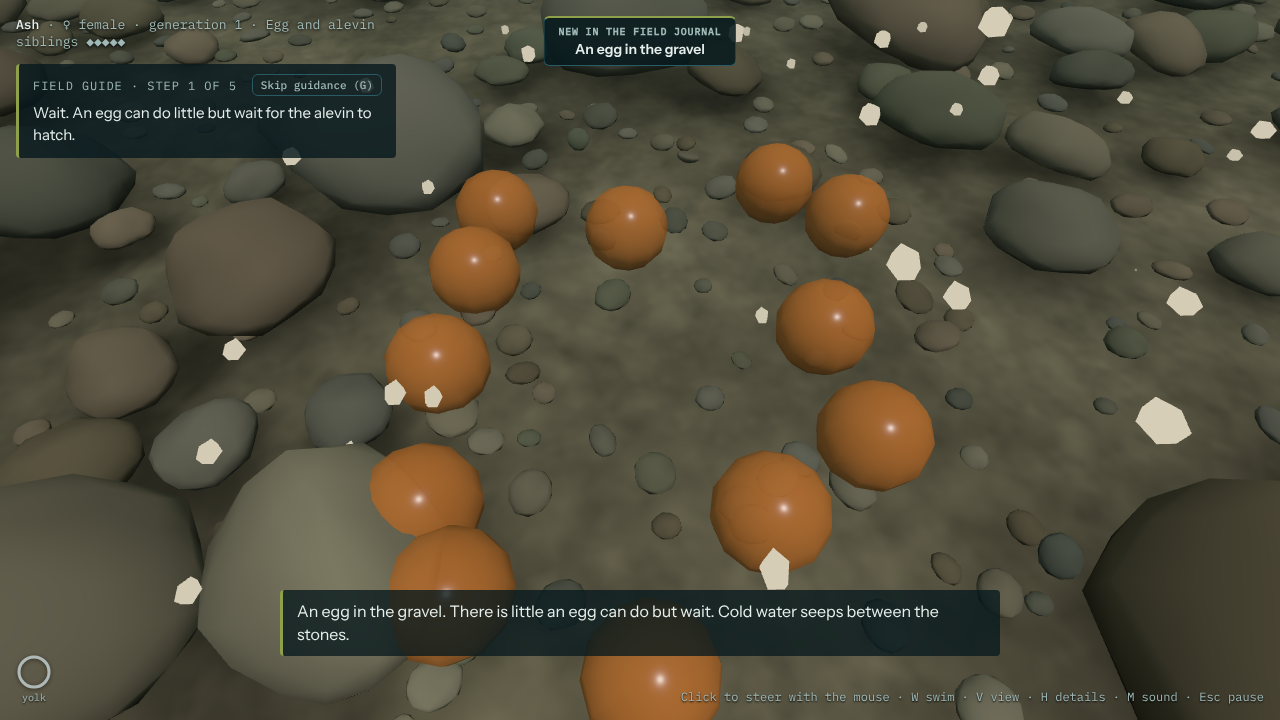 Ash · ♀ female · generation 1 · Egg and alevin
siblings ◆◆◆◆◆
NEW IN THE FIELD JOURNAL
An egg in the gravel
FIELD GUIDE · STEP 1 OF 5
Skip guidance (G)
Wait. An egg can do little but wait for the alevin to
hatch.
An egg in the gravel. There is little an egg can do but wait. Cold water seeps between the
stones.
yolk
Click to steer with the mouse · W swim · V view · H details · M sound · Esc pause